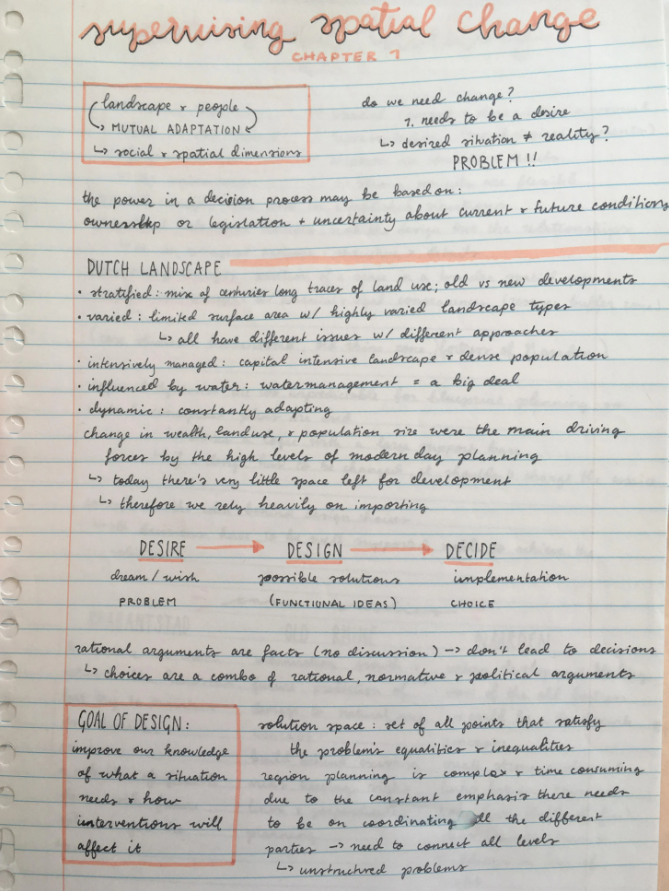 supervising spatial change
CHAPTER 1
landscape & people
↳ MUTUAL ADAPTATION ↲
↳ social & spatial dimensions
do we need change?
1. needs to be a desire
↳ desired situation ≠ reality?
PROBLEM !!
the power in a decision process may be based on:
ownership or legislation + uncertainty about current & future conditions
DUTCH LANDSCAPE
• stratified: mix of centuries long traces of land use; old vs new developments
• varied: limited surface area w/ highly varied landscape types
↳ all have different issues w/ different approaches
• intensively managed: capital intensive landscape & dense population
• influenced by water: watermanagement = a big deal
• dynamic: constantly adapting
change in wealth, landuse, & population size were the main driving
forces by the high levels of modern day planning
↳ today there's very little space left for development
↳ therefore we rely heavily on importing
DESIRE → DESIGN → DECIDE
dream / wish possible solutions implementation
PROBLEM (FUNCTIONAL IDEAS) CHOICE
rational arguments are facts (no discussion) → don't lead to decisions
↳ choices are a combo of rational, normative & political arguments
GOAL OF DESIGN:
improve our knowledge
of what a situation
needs & how
interventions will
affect it
solution space: set of all points that satisfy
the problem's equalities & inequalities
region planning is complex & time consuming
due to the constant emphasis there needs
to be on coordinating all the different
parties → need to connect all levels
↳ unstructured problems